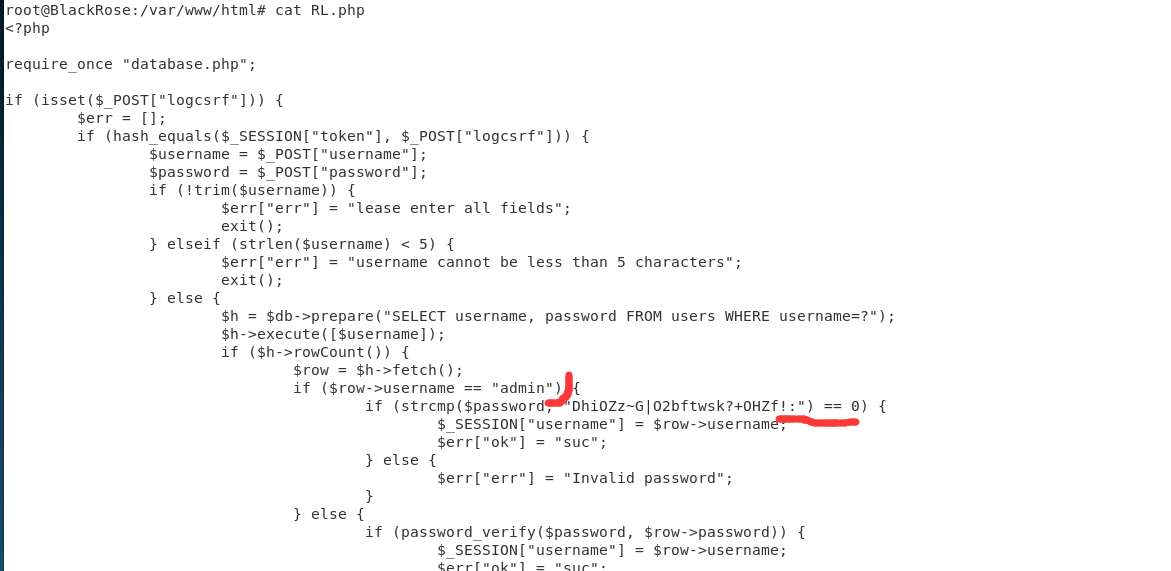 root@BlackRose:/var/www/html# cat RL.php
<?php
require_once "database.php";
if (isset($_POST["logcsrf"])) {
$err = [];
if (hash_equals($_SESSION["token"], $_POST["logcsrf"])) {
$username = $_POST["username"];
$password = $_POST["password"];
if (!trim($username)) {
$err["err"] = "lease enter all fields";
exit();
} elseif (strlen($username) < 5) {
$err["err"] = "username cannot be less than 5 characters";
exit();
} else {
$h = $db->prepare("SELECT username, password FROM users WHERE username=?");
$h->execute([$username]);
if ($h->rowCount()) {
$row = $h->fetch();
if ($row->username == "admin") {
if (strcmp($password, "DhiOZz~G|O2bftwsk?+OHZf!:") == 0) {
$_SESSION["username"] = $row->username;
$err["ok"] = "suc";
} else {
$err["err"] = "Invalid password";
}
} else {
if (password_verify($password, $row->password)) {
$_SESSION["username"] = $row->username;
$err["ok"] = "suc";